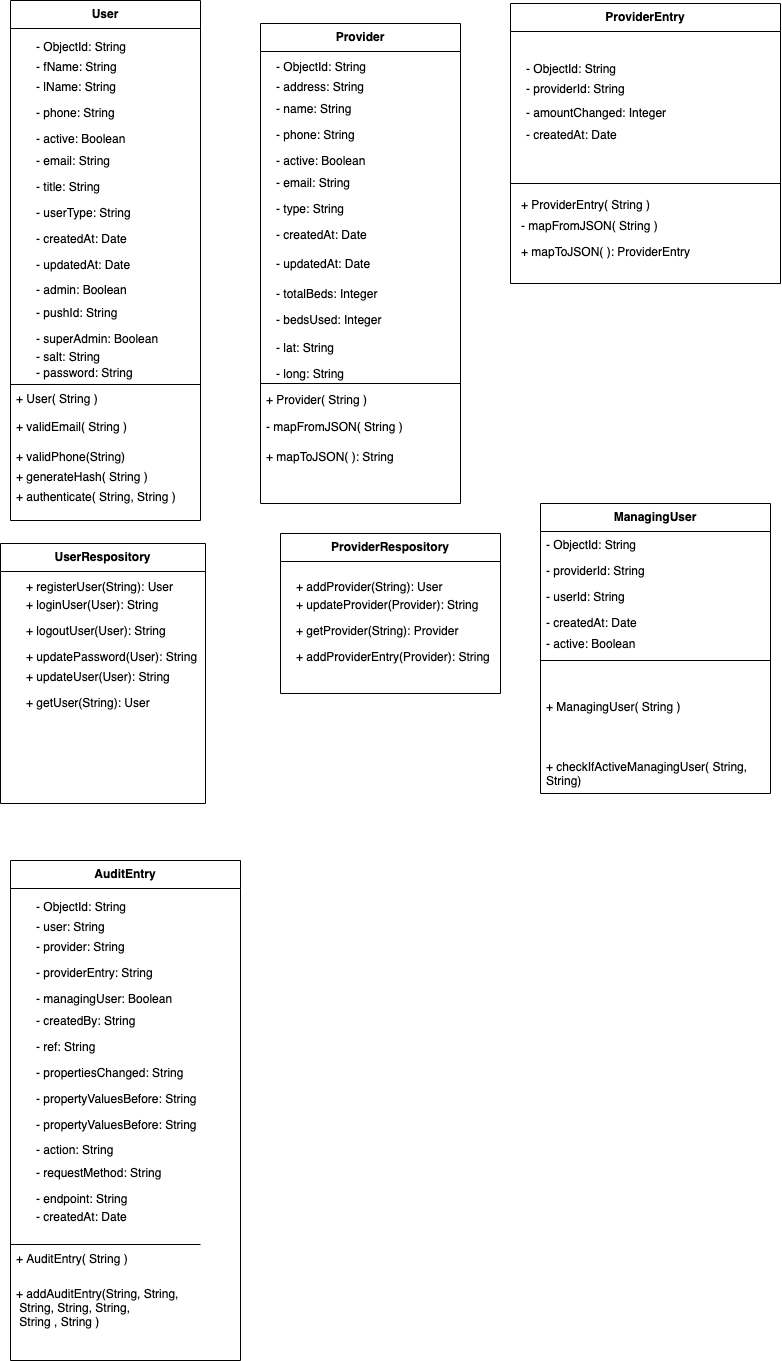 User
- ObjectId: String
- fName: String
- lName: String
- phone: String
- active: Boolean
- email: String
- title: String
- userType: String
- createdAt: Date
- updatedAt: Date
- admin: Boolean
- pushId: String
- superAdmin: Boolean
- salt: String
- password: String
+ User( String )
+ validEmail( String )
+ validPhone(String)
+ generateHash( String )
+ authenticate( String, String )
Provider
- ObjectId: String
- address: String
- name: String
- phone: String
- active: Boolean
- email: String
- type: String
- createdAt: Date
- updatedAt: Date
- totalBeds: Integer
- bedsUsed: Integer
- lat: String
- long: String
+ Provider( String )
- mapFromJSON( String )
+ mapToJSON( ): String
ProviderEntry
- ObjectId: String
- providerId: String
- amountChanged: Integer
- createdAt: Date
+ ProviderEntry( String )
- mapFromJSON( String )
+ mapToJSON( ): ProviderEntry
UserRespository
+ registerUser(String): User
+ loginUser(User): String
+ logoutUser(User): String
+ updatePassword(User): String
+ updateUser(User): String
+ getUser(String): User
ProviderRespository
+ addProvider(String): User
+ updateProvider(Provider): String
+ getProvider(String): Provider
+ addProviderEntry(Provider): String
ManagingUser
- ObjectId: String
- providerId: String
- userId: String
- createdAt: Date
- active: Boolean
+ ManagingUser( String )
+ checkIfActiveManagingUser( String,
String)
AuditEntry
- ObjectId: String
- user: String
- provider: String
- providerEntry: String
- managingUser: Boolean
- createdBy: String
- ref: String
- propertiesChanged: String
- propertyValuesBefore: String
- propertyValuesBefore: String
- action: String
- requestMethod: String
- endpoint: String
- createdAt: Date
+ AuditEntry( String )
+ addAuditEntry(String, String,
String, String, String,
String , String )